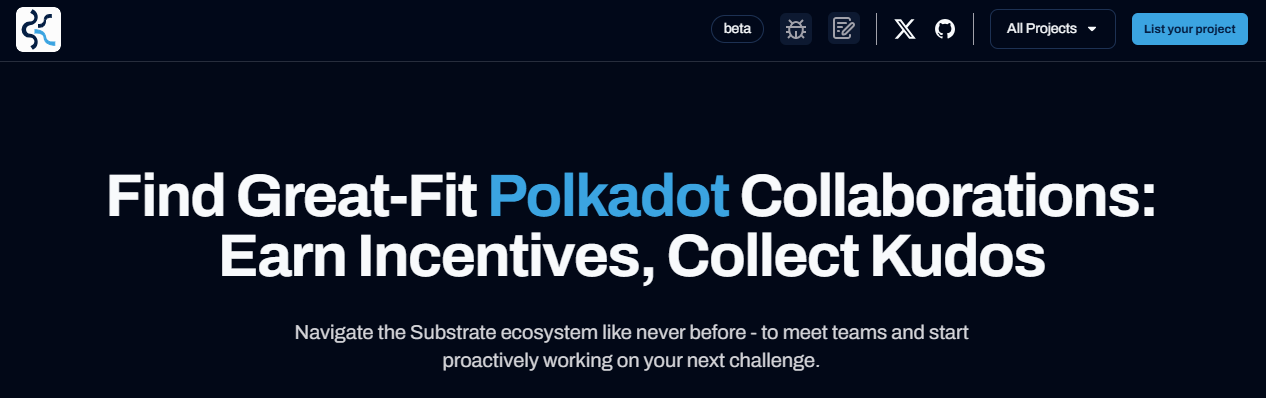 beta
All Projects
List your project
Find Great-Fit Polkadot Collaborations:
Earn Incentives, Collect Kudos
Navigate the Substrate ecosystem like never before - to meet teams and start
proactively working on your next challenge.